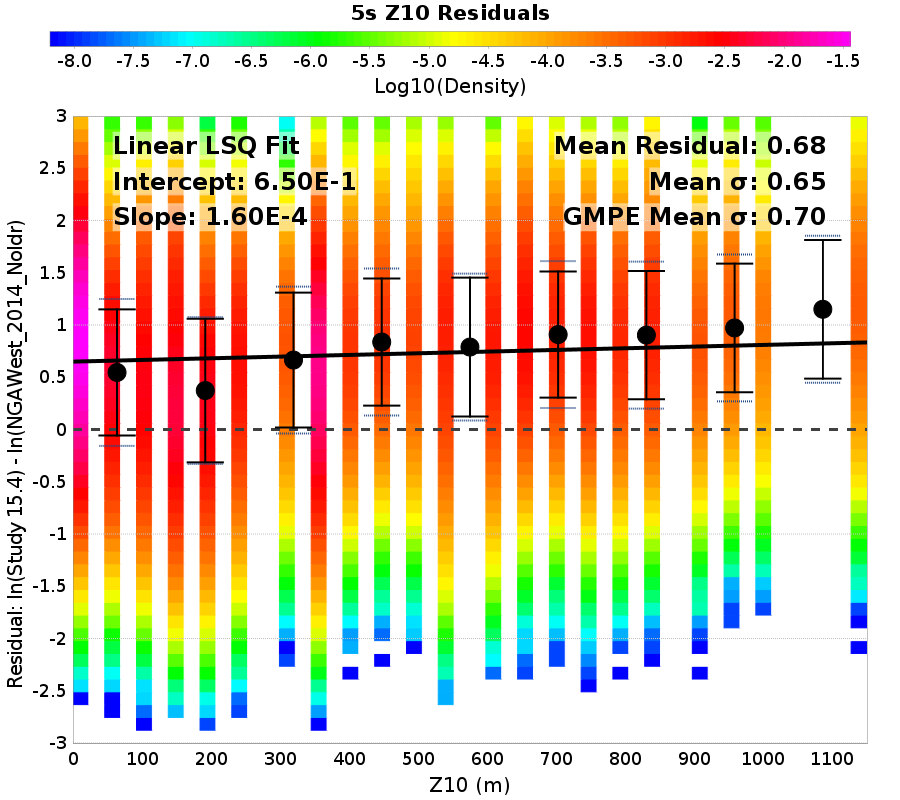 5s Z10 Residuals
-8.0 -7.5 -7.0 -6.5 -6.0 -5.5 -5.0 -4.5 -4.0 -3.5 -3.0 -2.5 -2.0 -1.5
Log10(Density)
Linear LSQ Fit
Intercept: 6.50E-1
Slope: 1.60E-4
Mean Residual: 0.68
Mean σ: 0.65
GMPE Mean σ: 0.70
Residual: ln(Study 15.4) - ln(NGAWest_2014_NoIdr)
3
2.5
2
1.5
1
0.5
0
-0.5
-1
-1.5
-2
-2.5
-3
0 100 200 300 400 500 600 700 800 900 1000 1100
Z10 (m)